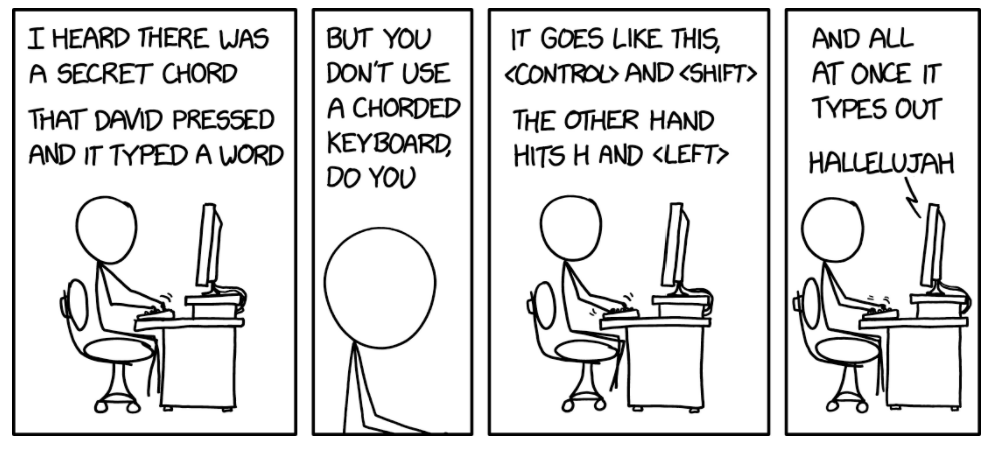 I HEARD THERE WAS
A SECRET CHORD
THAT DAVID PRESSED
AND IT TYPED A WORD
BUT YOU
DON'T USE
A CHORDED
KEYBOARD,
DO YOU
IT GOES LIKE THIS,
<CONTROL> AND <SHIFT>
THE OTHER HAND
HITS H AND <LEFT>
AND ALL
AT ONCE IT
TYPES OUT
HALLELUJAH